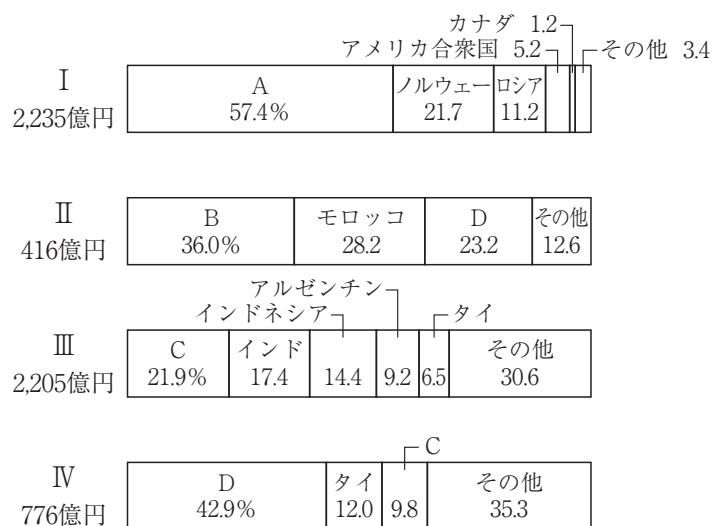 カナダ 1.2
アメリカ合衆国 5.2
その他 3.4
Ⅰ
2,235億円
A
57.4%
ノルウェー
21.7
ロシア
11.2
Ⅱ
416億円
B
36.0%
モロッコ
28.2
D
23.2
その他
12.6
アルゼンチン
インドネシア
タイ
Ⅲ
2,205億円
C
21.9%
インド
17.4
14.4
9.2
6.5
その他
30.6
C
Ⅳ
776億円
D
42.9%
タイ
12.0
9.8
その他
35.3